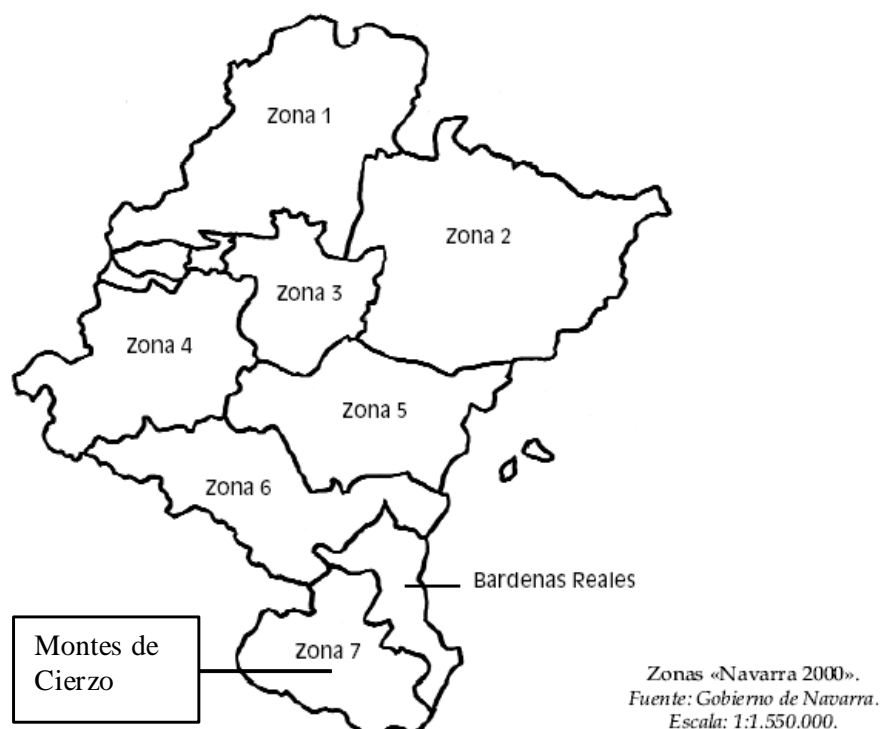 Zona 1
Zona 2
Zona 3
Zona 4
Zona 5
Zona 6
Bardenas Reales
Montes de
Cierzo
Zona 7
Zonas «Navarra 2000».
Fuente: Gobierno de Navarra.
Escala: 1:1.550.000.